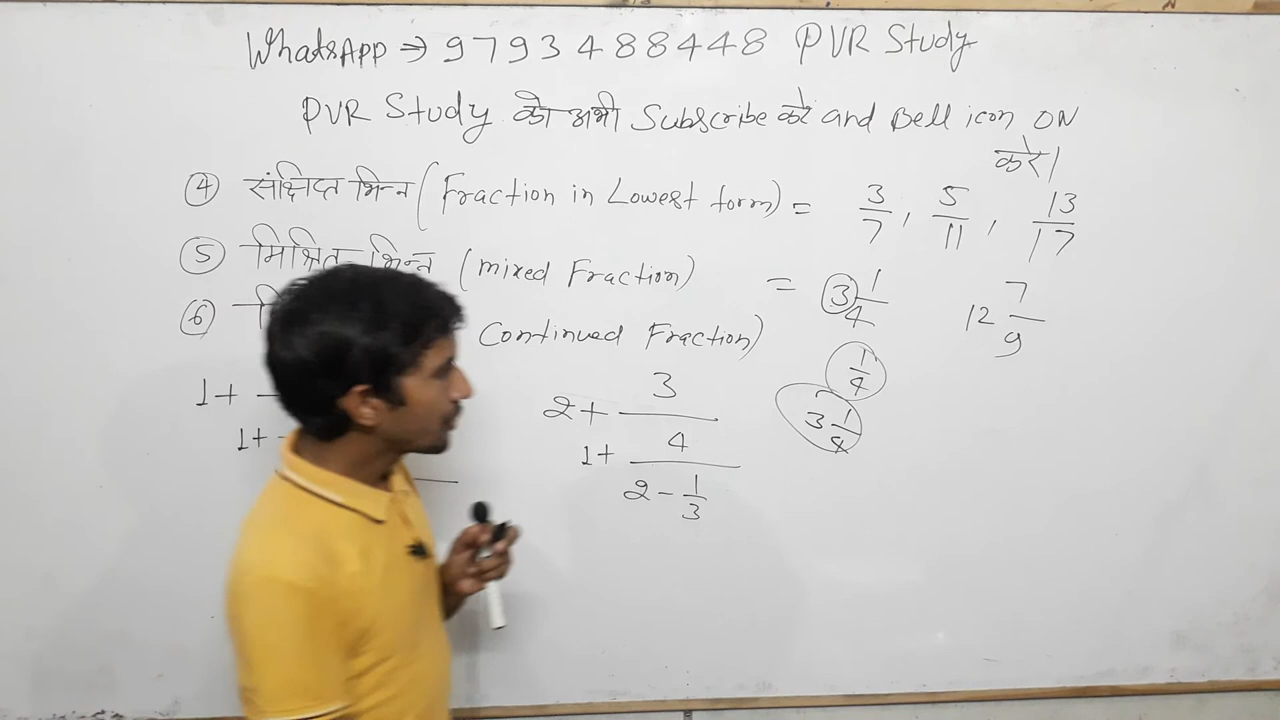 WhatsAPP ⇒ 9793488448 PVR Study
PVR Study को अभी Subscribe करें and Bell icon ON
करें।
④ संक्षिप्त भिन्न (Fraction in Lowest form) = 3/7, 5/11, 13/17
⑤ मिश्रित भिन्न (mixed Fraction) = 3 1/4 12 7/9
⑥ Continued Fraction)
1/4
3 1/4
1+
1+
2 + 3
1 + 4
2 - 1/3